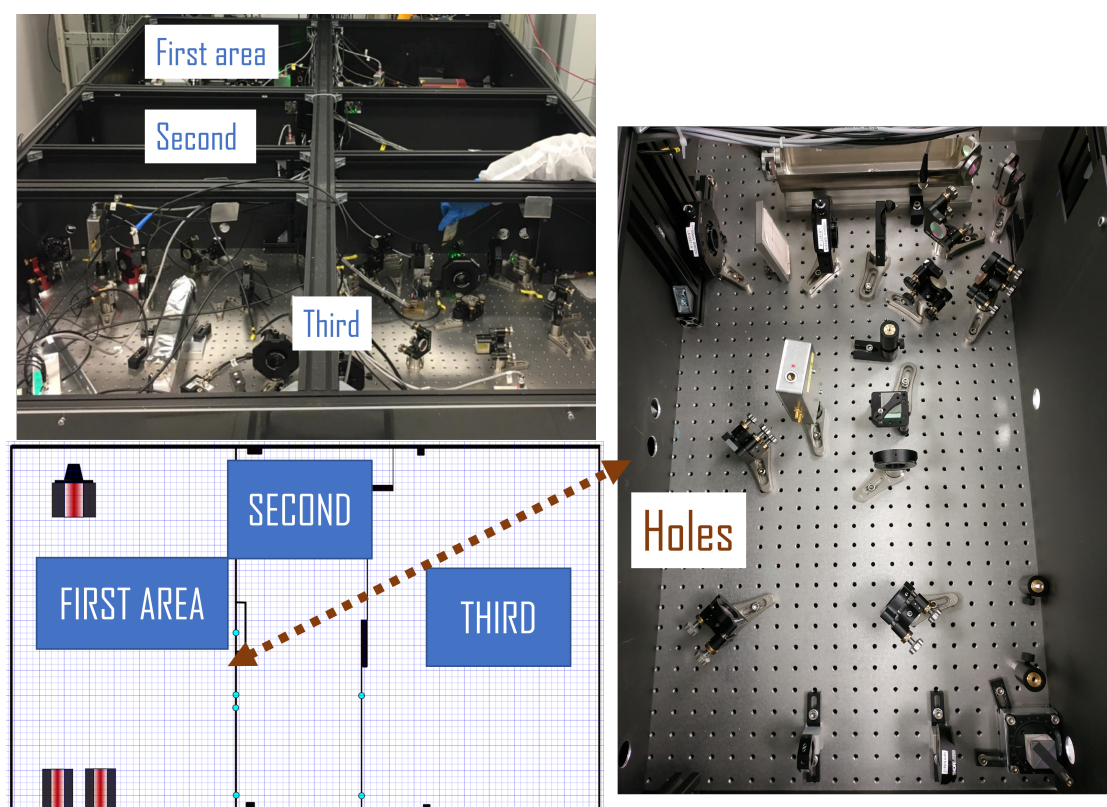 First area
Second
Third
SECOND
FIRST AREA
THIRD
Holes